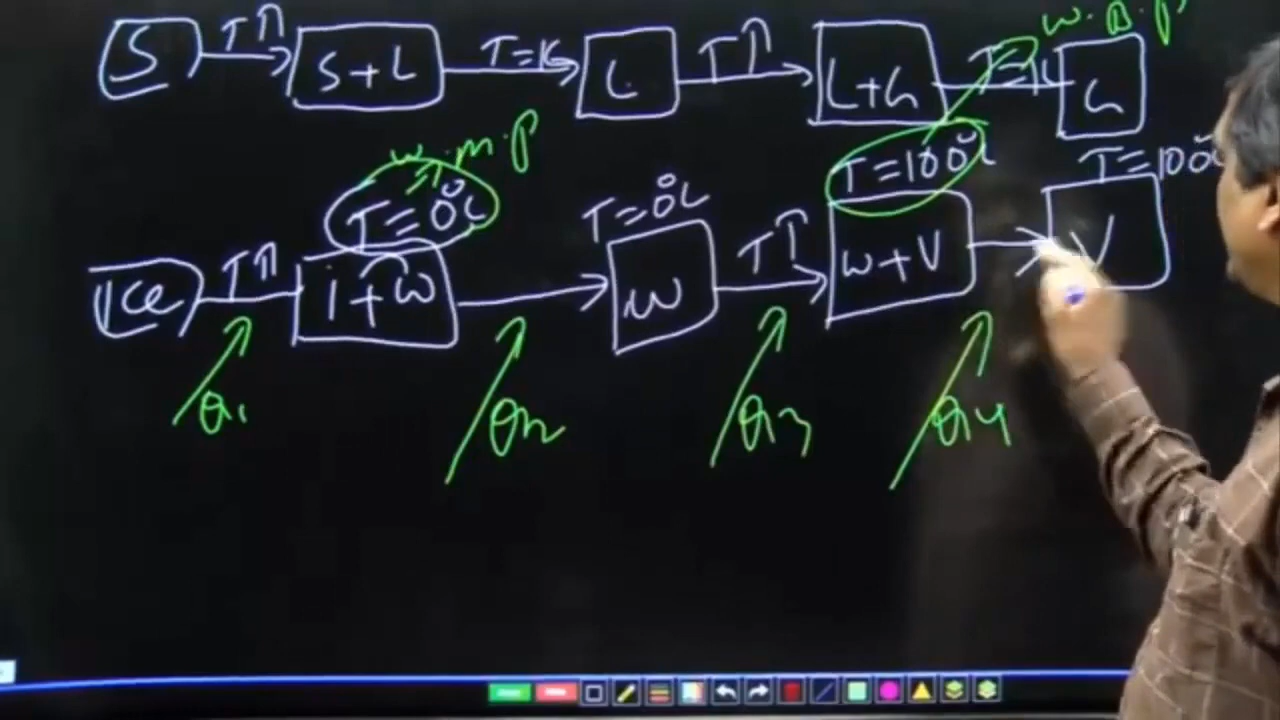 W.B.P
S T↑ S+L T=K L T↑ L+G T=K G
W.M.P
T=0°C T=0°C T=100°C T=100°C
Ice T↑ i+w w T↑ w+V V
Q1 Q2 Q3 Q4